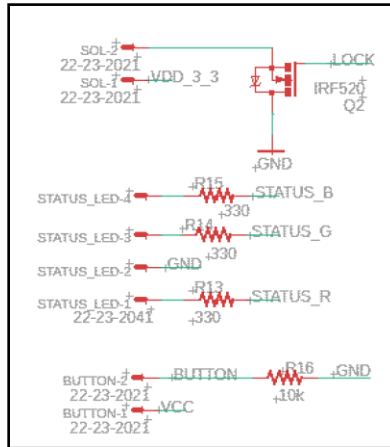 SOL-2
22-23-2021
SOL-1
VDD_3_3
22-23-2021
LOCK
IRF520
Q2
GND
R15
STATUS_LED-4
STATUS_B
330
R14
STATUS_LED-3
STATUS_G
330
STATUS_LED-2
GND
R13
STATUS_LED-1
STATUS_R
22-23-2041
330
BUTTON-2
BUTTON
R16
GND
22-23-2021
10k
BUTTON-1
VCC
22-23-2021